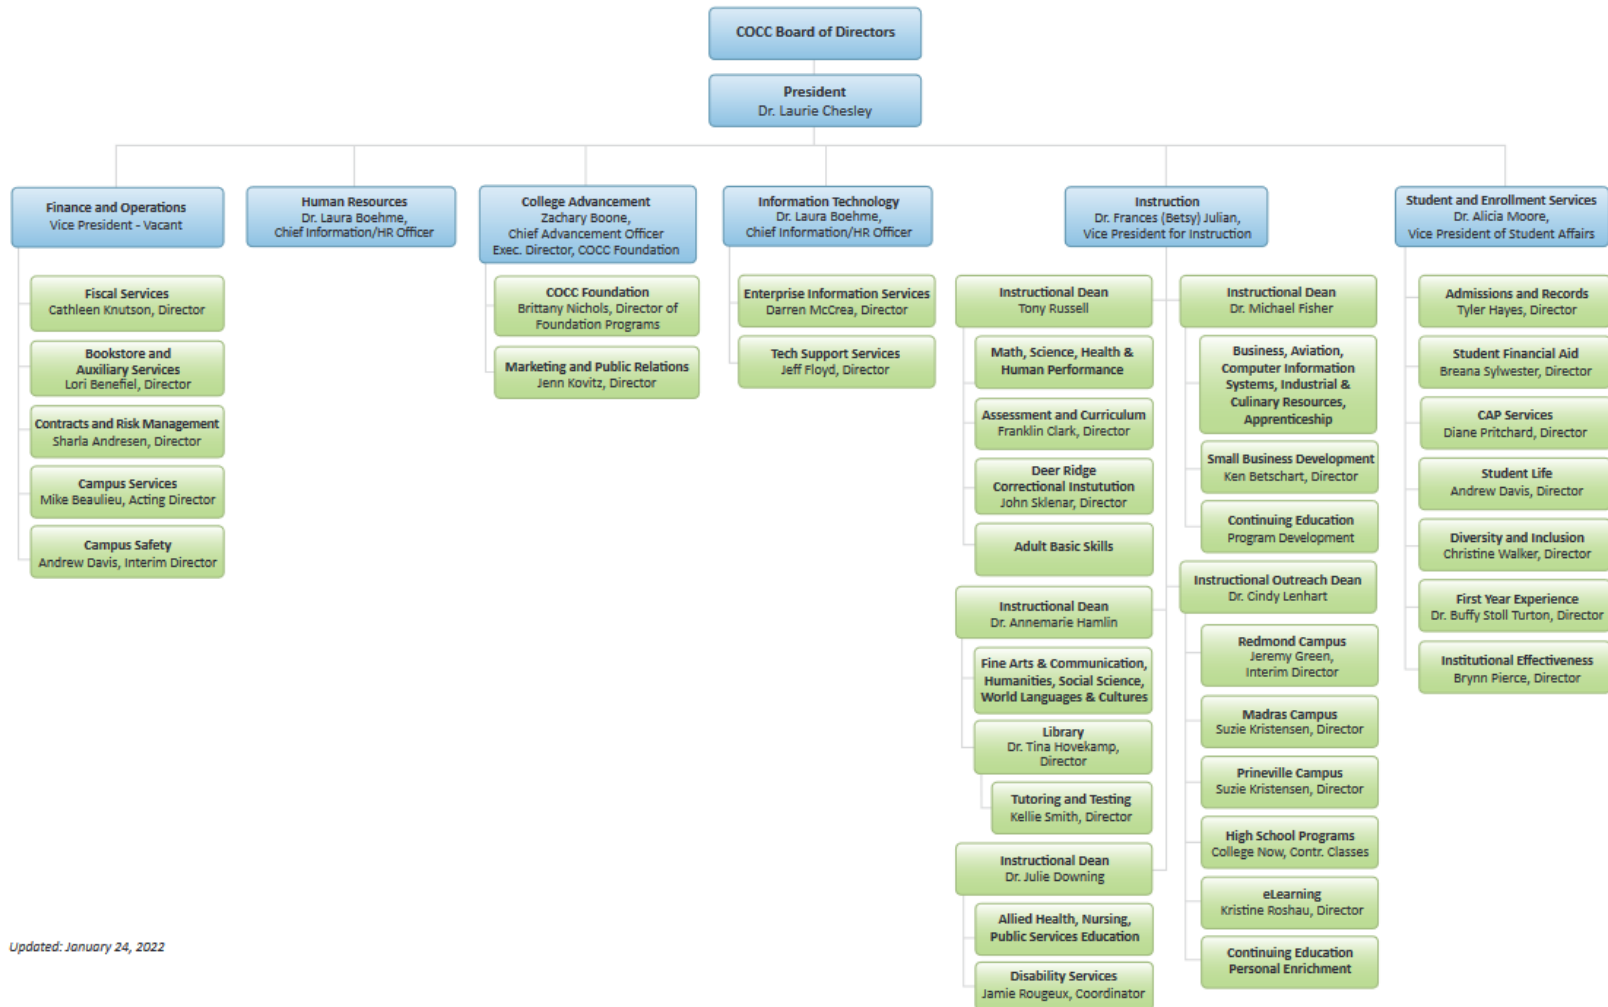 COCC Board of Directors
President
Dr. Laurie Chesley
Finance and Operations
Vice President - Vacant
Fiscal Services
Cathleen Knutson, Director
Bookstore and
Auxiliary Services
Lori Benefiel, Director
Contracts and Risk Management
Sharla Andresen, Director
Campus Services
Mike Beaulieu, Acting Director
Campus Safety
Andrew Davis, Interim Director
Human Resources
Dr. Laura Boehme,
Chief Information/HR Officer
College Advancement
Zachary Boone,
Chief Advancement Officer
Exec. Director, COCC Foundation
COCC Foundation
Brittany Nichols, Director of
Foundation Programs
Marketing and Public Relations
Jenn Kovitz, Director
Information Technology
Dr. Laura Boehme,
Chief Information/HR Officer
Enterprise Information Services
Darren McCrea, Director
Tech Support Services
Jeff Floyd, Director
Instruction
Dr. Frances (Betsy) Julian,
Vice President for Instruction
Instructional Dean
Tony Russell
Math, Science, Health &
Human Performance
Assessment and Curriculum
Franklin Clark, Director
Deer Ridge
Correctional Instutution
John Sklenar, Director
Adult Basic Skills
Instructional Dean
Dr. Annemarie Hamlin
Fine Arts & Communication,
Humanities, Social Science,
World Languages & Cultures
Library
Dr. Tina Hovekamp,
Director
Tutoring and Testing
Kellie Smith, Director
Instructional Dean
Dr. Julie Downing
Allied Health, Nursing,
Public Services Education
Disability Services
Jamie Rougeux, Coordinator
Instructional Dean
Dr. Michael Fisher
Business, Aviation,
Computer Information
Systems, Industrial &
Culinary Resources,
Apprenticeship
Small Business Development
Ken Betschart, Director
Continuing Education
Program Development
Instructional Outreach Dean
Dr. Cindy Lenhart
Redmond Campus
Jeremy Green,
Interim Director
Madras Campus
Suzie Kristensen, Director
Prineville Campus
Suzie Kristensen, Director
High School Programs
College Now, Contr. Classes
eLearning
Kristine Roshau, Director
Continuing Education
Personal Enrichment
Student and Enrollment Services
Dr. Alicia Moore,
Vice President of Student Affairs
Admissions and Records
Tyler Hayes, Director
Student Financial Aid
Breana Sylwester, Director
CAP Services
Diane Pritchard, Director
Student Life
Andrew Davis, Director
Diversity and Inclusion
Christine Walker, Director
First Year Experience
Dr. Buffy Stoll Turton, Director
Institutional Effectiveness
Brynn Pierce, Director
Updated: January 24, 2022